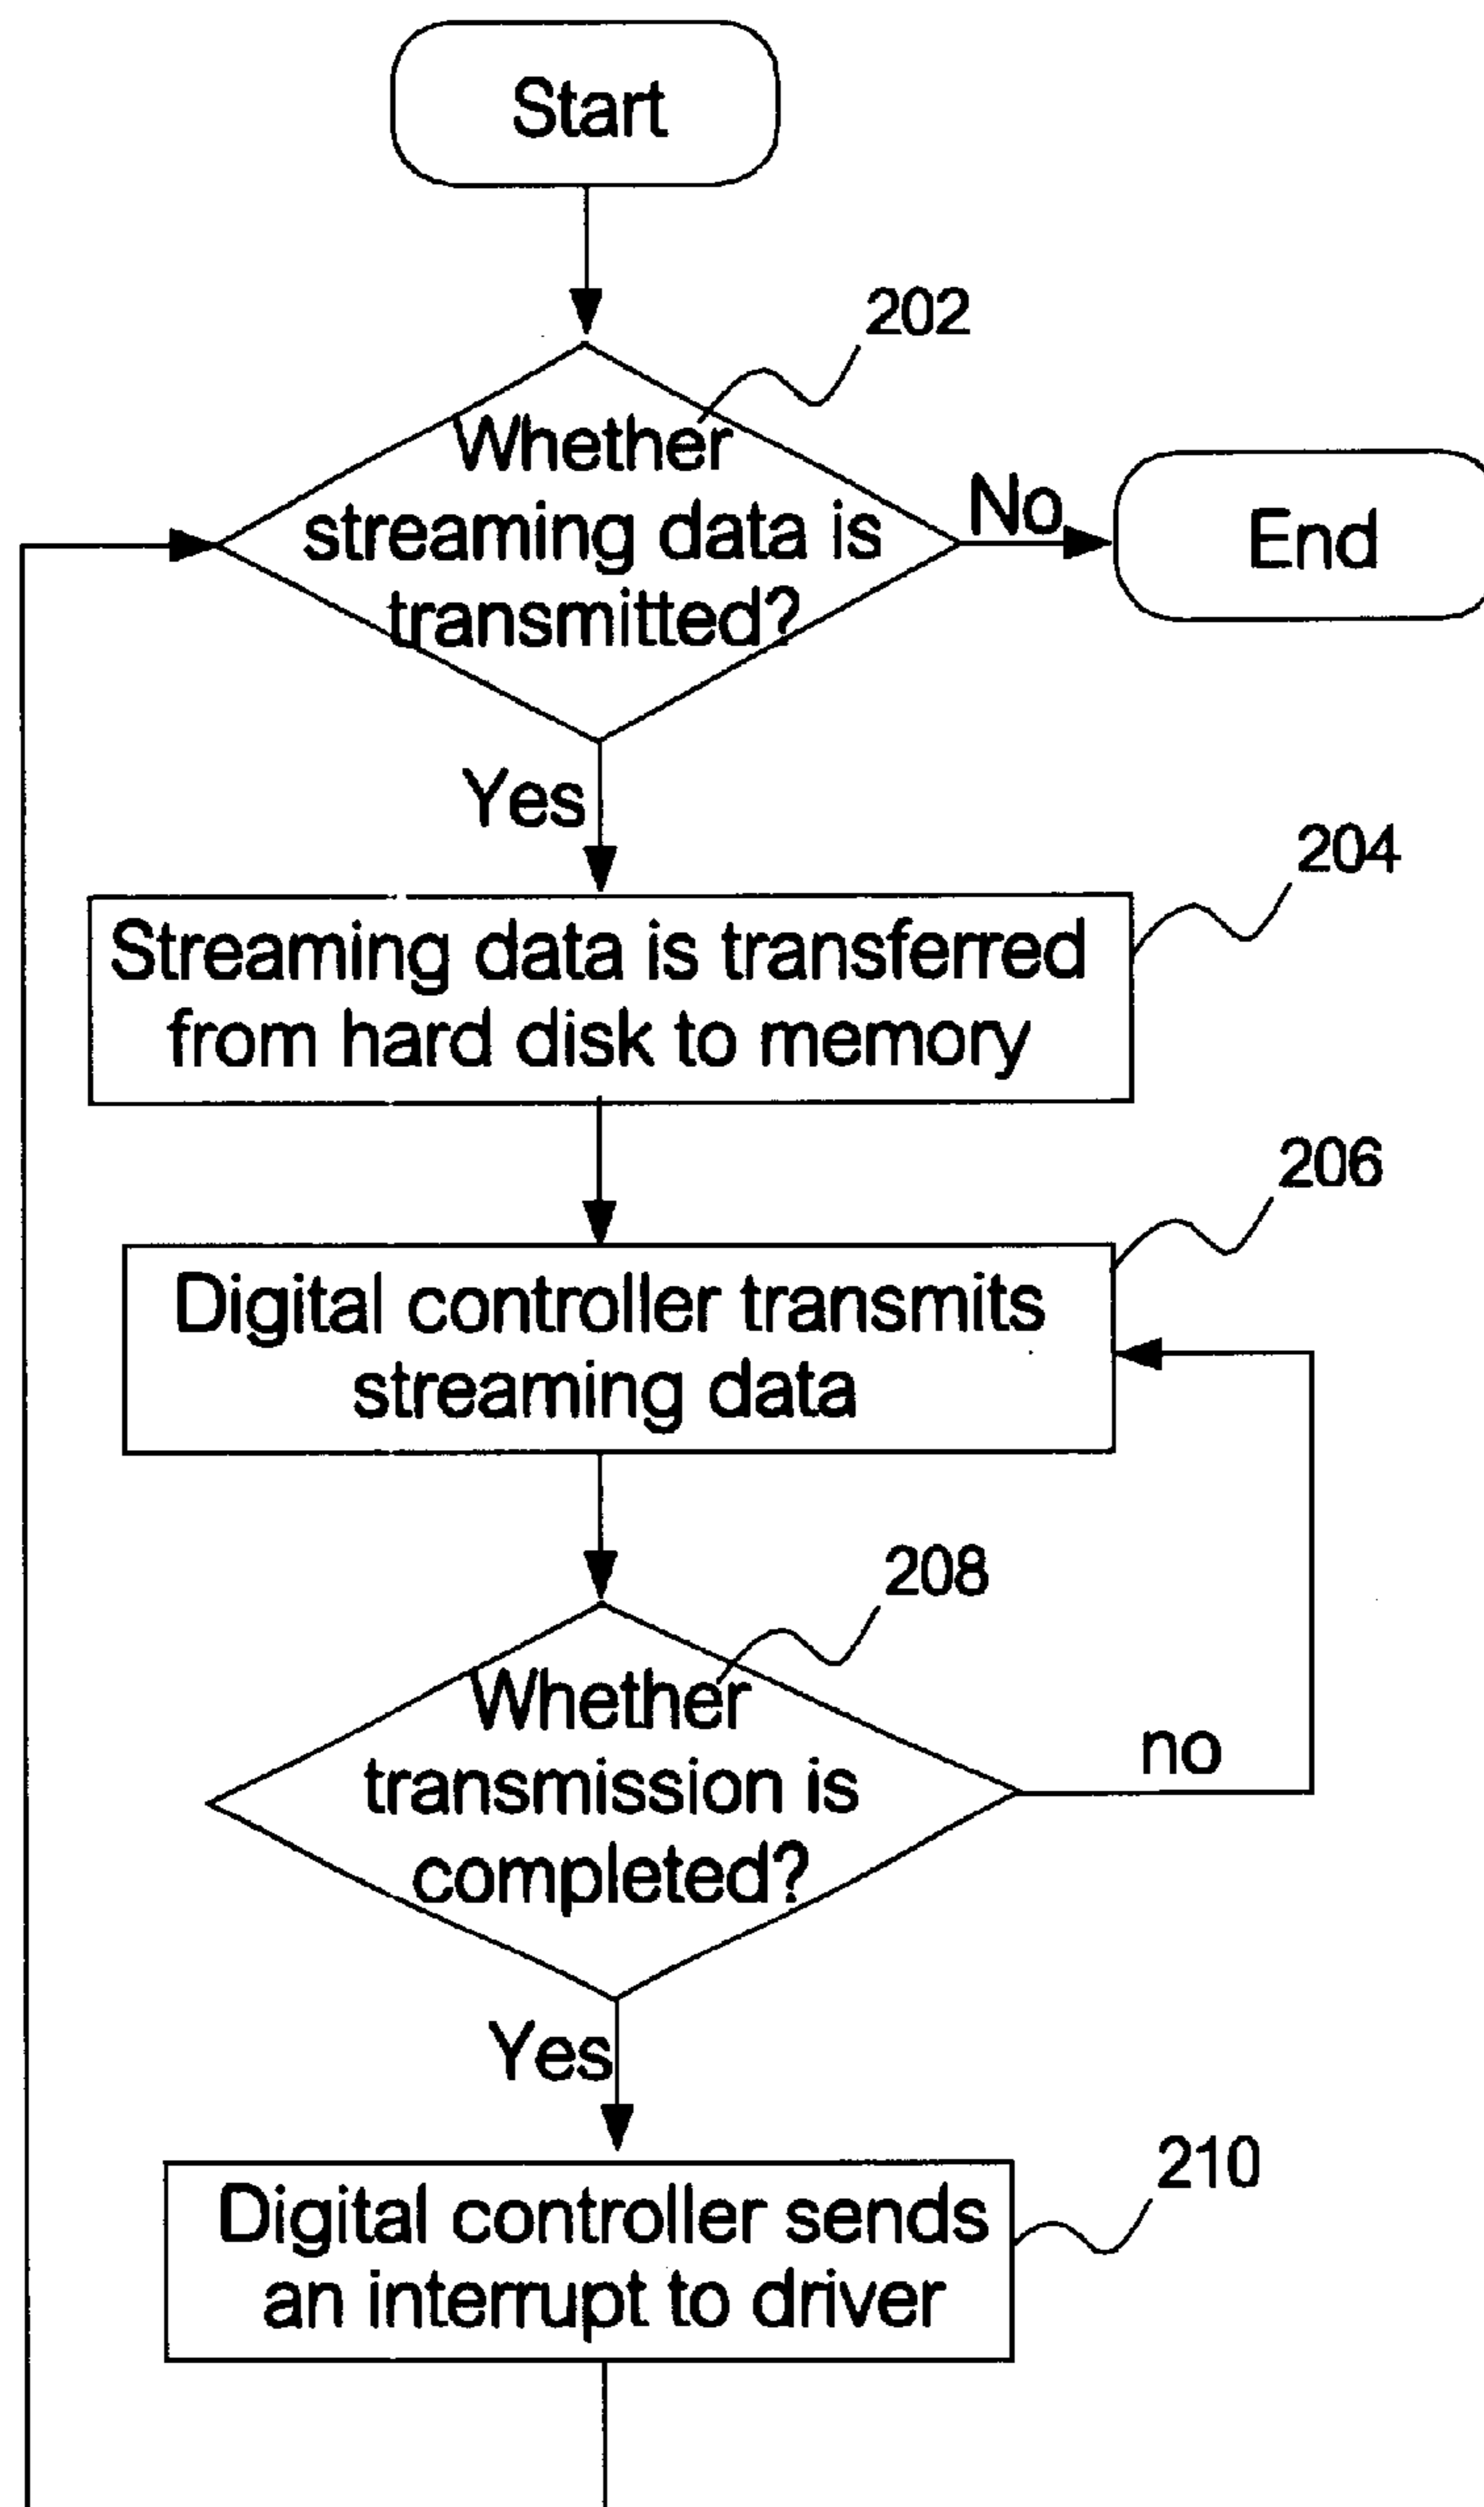 Start
202
Whether
streaming data is
transmitted?
No
End
Yes
204
Streaming data is transferred
from hard disk to memory
206
Digital controller transmits
streaming data
208
Whether
transmission is
completed?
no
Yes
210
Digital controller sends
an interrupt to driver